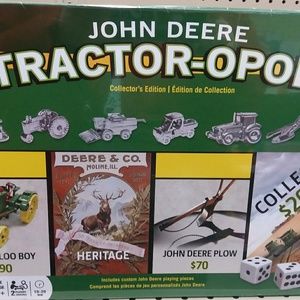 JOHN DEERE
TRACTOR-OPO
Collector's Edition | Édition de Collection
DEERE & CO.
MOLINE, ILL.
COLLE
$2
LOO BOY
90
HERITAGE
JOHN DEERE PLOW
$70
Includes custom John Deere playing pieces
Comprend les pièces de jeu personnalisés John Deere